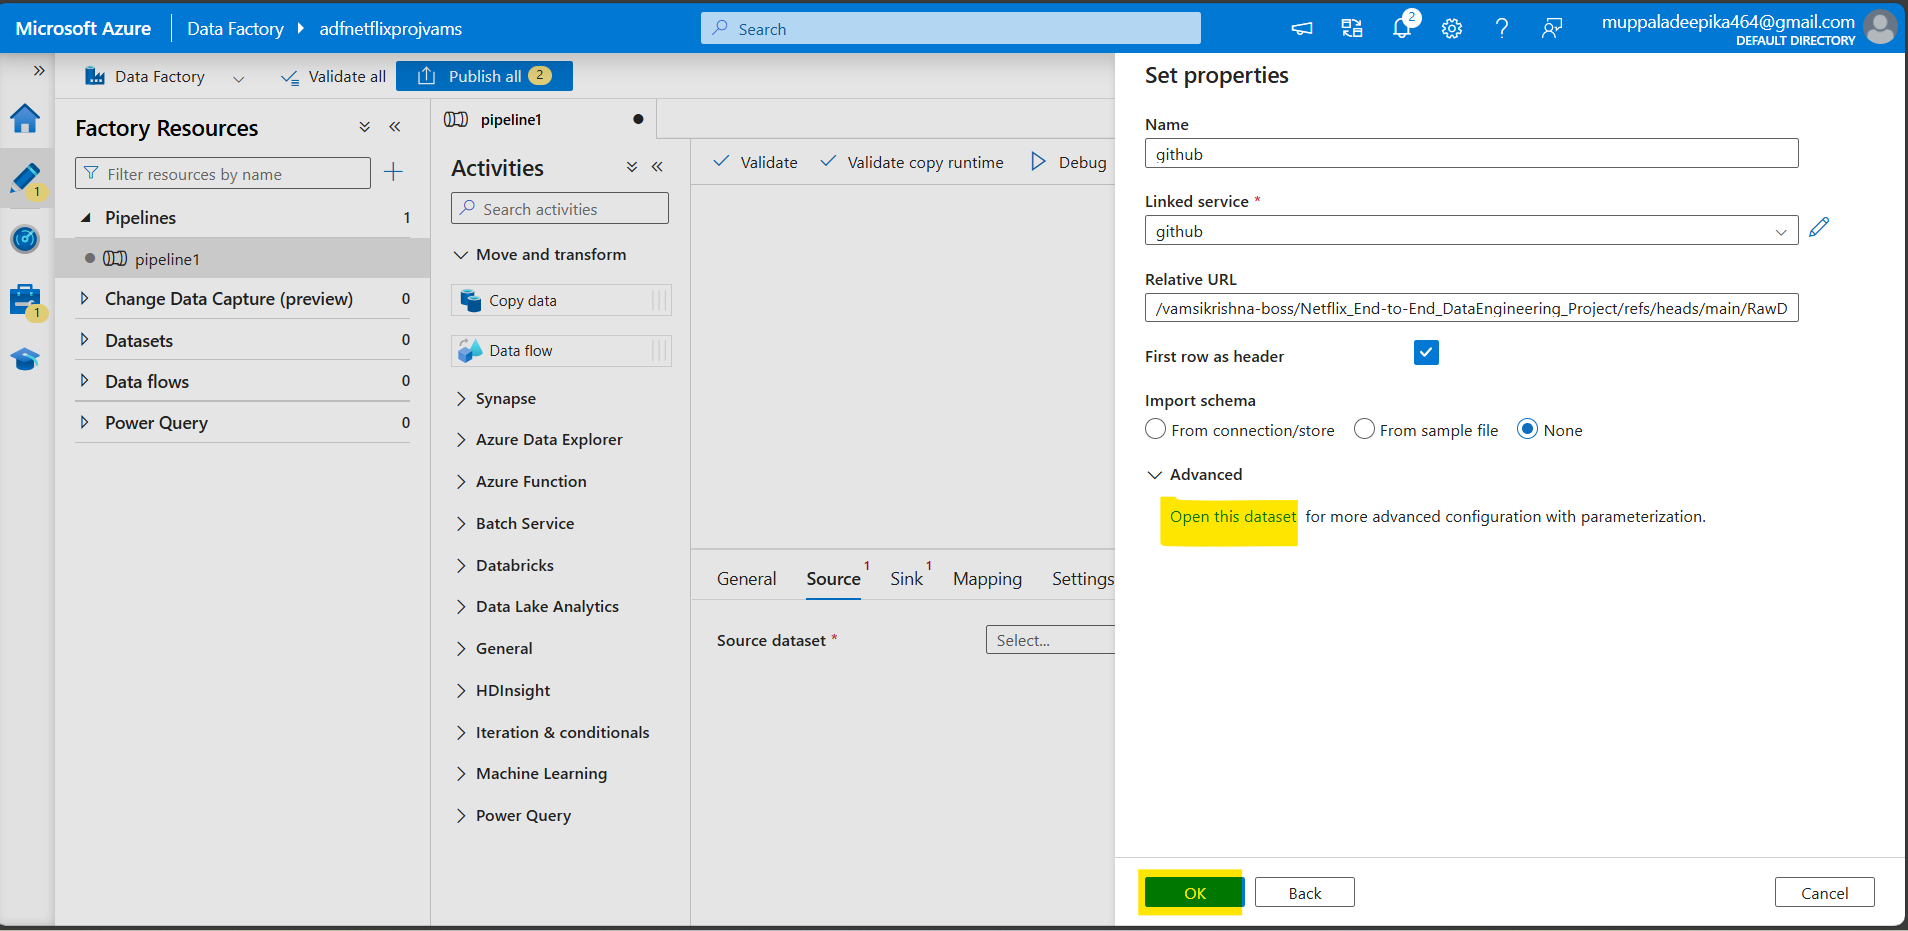 Microsoft Azure
Data Factory
adfnetflixprojvams
Search
2
muppaladeepika464@gmail.com
DEFAULT DIRECTORY
Data Factory
Validate all
Publish all 2
1
1
Factory Resources
Filter resources by name
Pipelines 1
pipeline1
Change Data Capture (preview) 0
Datasets 0
Data flows 0
Power Query 0
pipeline1
Activities
Search activities
Move and transform
Copy data
Data flow
Synapse
Azure Data Explorer
Azure Function
Batch Service
Databricks
Data Lake Analytics
General
HDInsight
Iteration & conditionals
Machine Learning
Power Query
Validate
Validate copy runtime
Debug
General
Source 1
Sink 1
Mapping
Settings
Source dataset *
Select...
Set properties
Name
github
Linked service *
github
Relative URL
/vamsikrishna-boss/Netflix_End-to-End_DataEngineering_Project/refs/heads/main/RawD
First row as header
Import schema
From connection/store
From sample file
None
Advanced
Open this dataset for more advanced configuration with parameterization.
OK
Back
Cancel